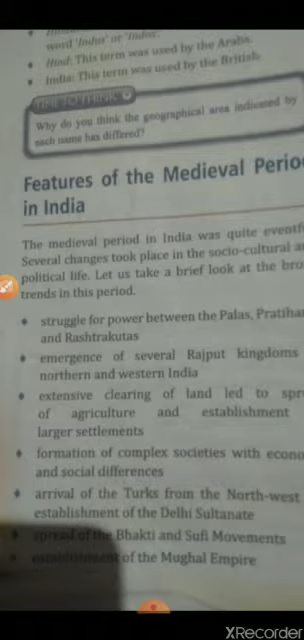 word 'Indus' or 'Indos'.
• Hind: This term was used by the Arabs.
• India: This term was used by the British.
TIME TO THINK
Why do you think the geographical area indicated by
each name has differed?
Features of the Medieval Perio
in India
The medieval period in India was quite eventfu
Several changes took place in the socio-cultural a
political life. Let us take a brief look at the bro
trends in this period.
♦ struggle for power between the Palas, Pratihar
and Rashtrakutas
♦ emergence of several Rajput kingdoms
northern and western India
♦ extensive clearing of land led to spr
of agriculture and establishment
larger settlements
♦ formation of complex societies with econo
and social differences
♦ arrival of the Turks from the North-west
establishment of the Delhi Sultanate
♦ spread of the Bhakti and Sufi Movements
♦ establishment of the Mughal Empire
XRecorder